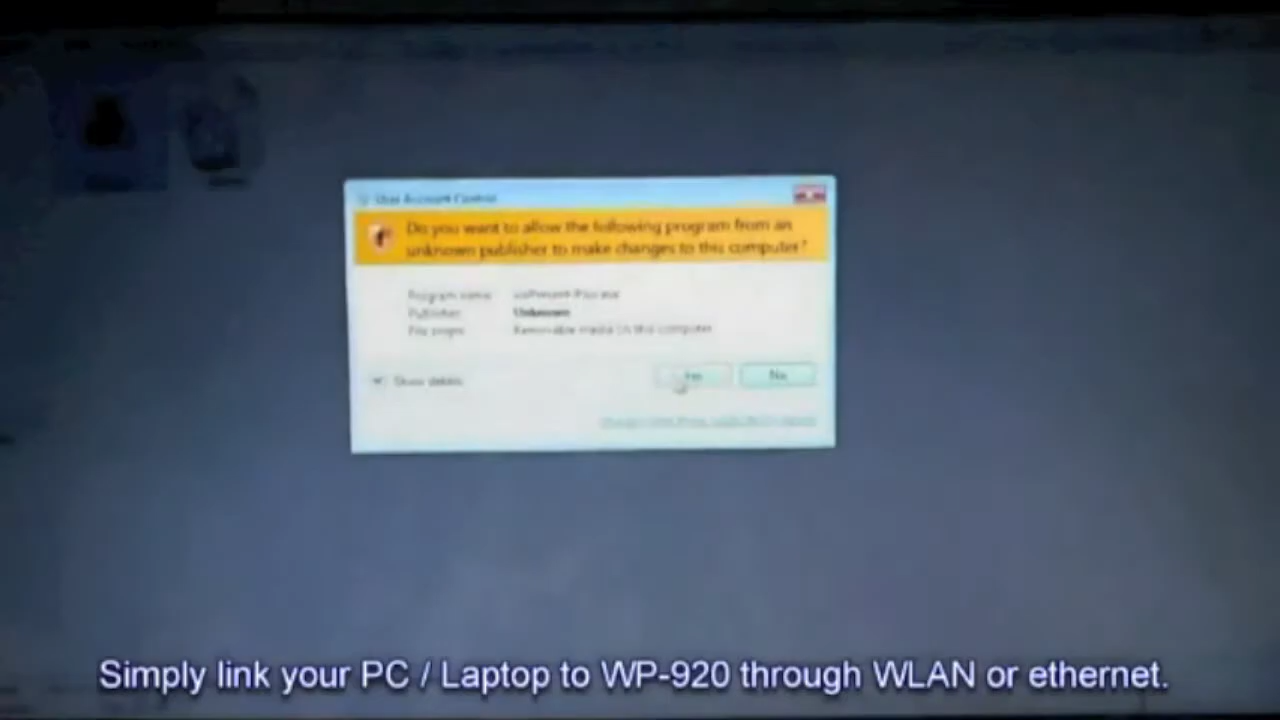 User Account Control
Do you want to allow the following program from an
unknown publisher to make changes to this computer?
Program name:
Publisher: Unknown
File origin: Removable media on this computer
Show details
Yes No
Simply link your PC / Laptop to WP-920 through WLAN or ethernet.